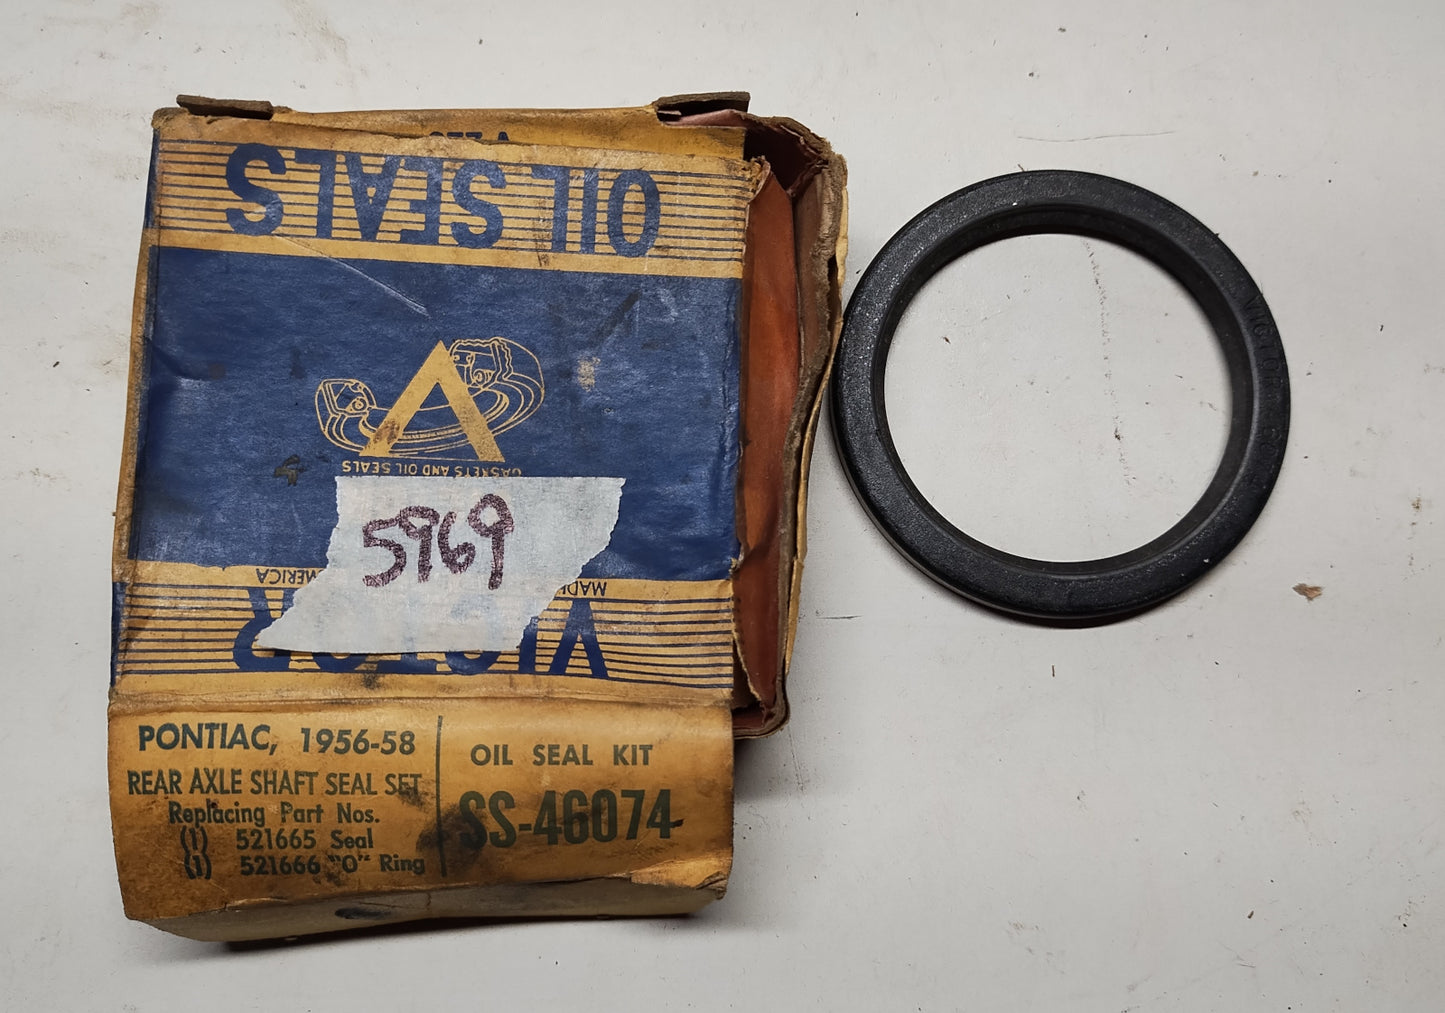 OIL SEALS
GASKETS AND OIL SEALS
5969
VICTOR
PONTIAC, 1956-58
REAR AXLE SHAFT SEAL SET
Replacing Part Nos.
(1) 521665 Seal
(1) 521666 "O" Ring
OIL SEAL KIT
SS-46074
VICTOR